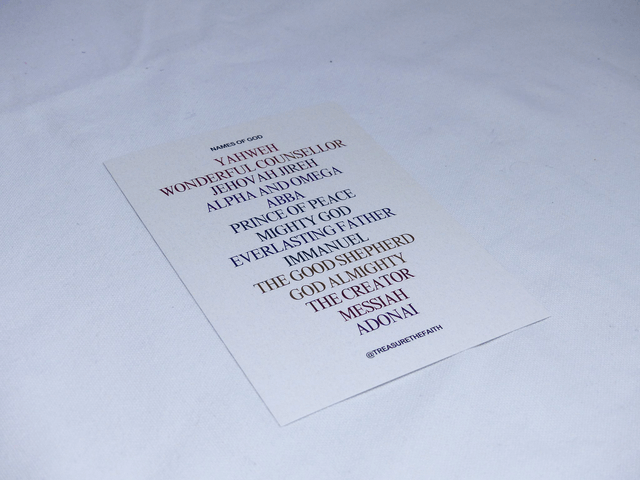 NAMES OF GOD
YAHWEH
WONDERFUL COUNSELLOR
JEHOVAH JIREH
ALPHA AND OMEGA
ABBA
PRINCE OF PEACE
MIGHTY GOD
EVERLASTING FATHER
IMMANUEL
THE GOOD SHEPHERD
GOD ALMIGHTY
THE CREATOR
MESSIAH
ADONAI
@TREASURETHEFAITH